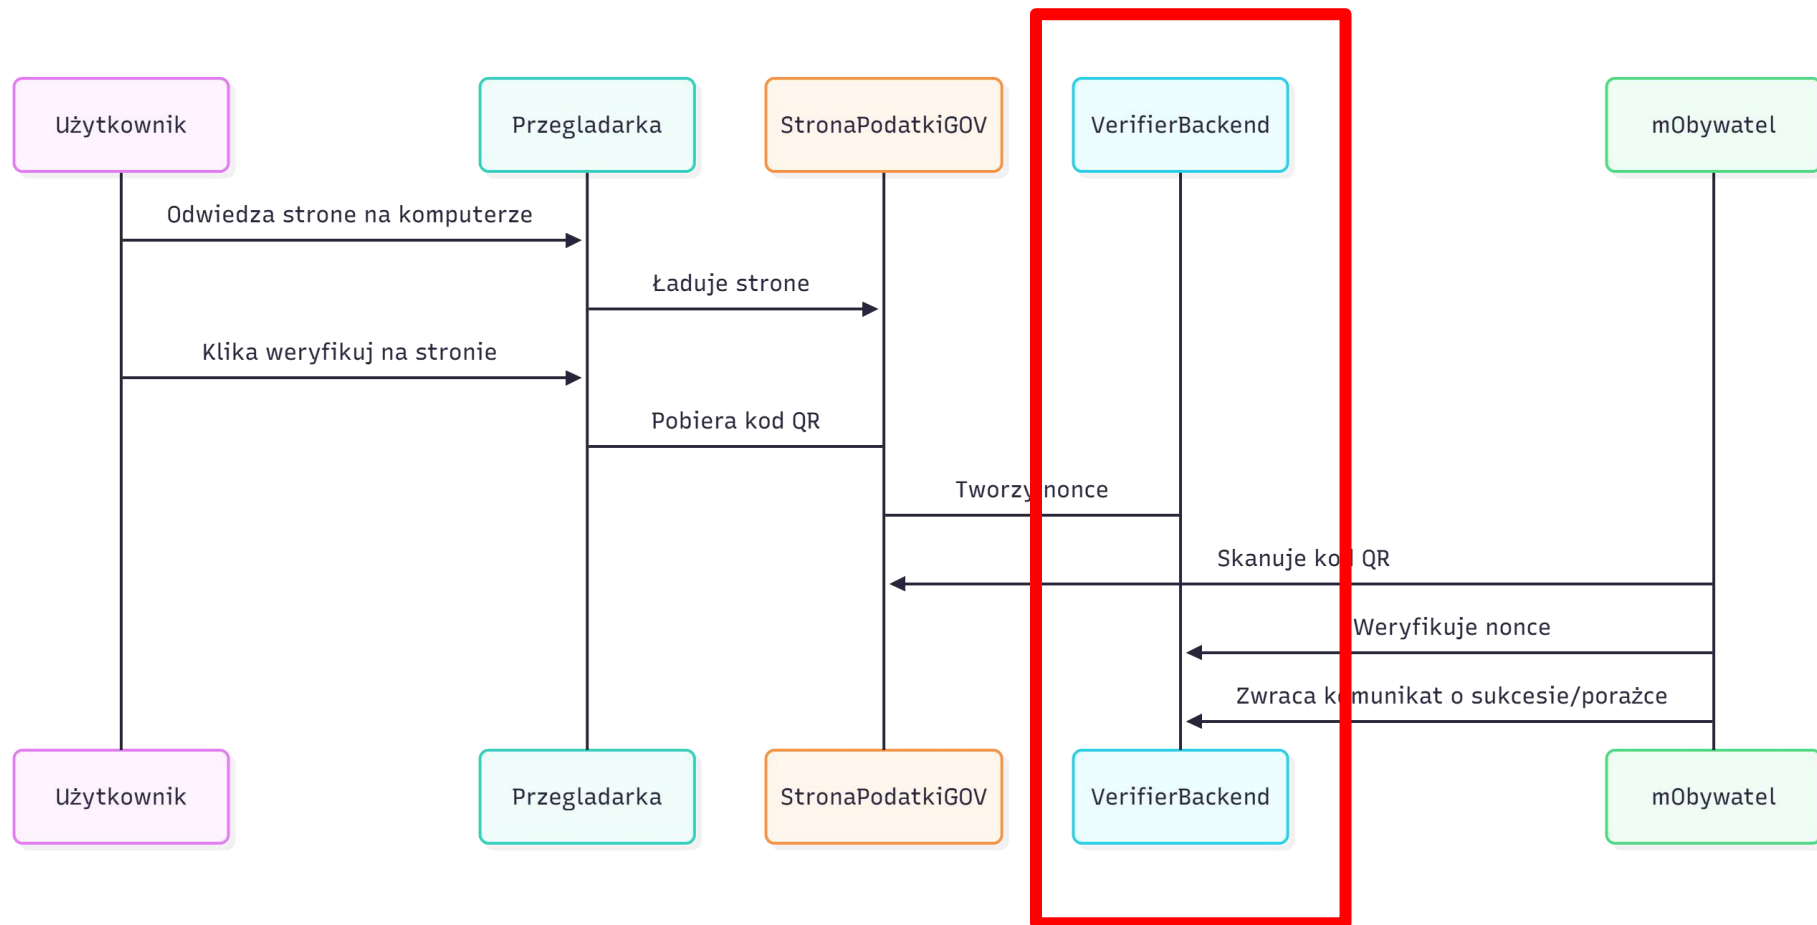 Użytkownik
Przegladarka
StronaPodatkiGOV
VerifierBackend
mObywatel
Odwiedza strone na komputerze
Ładuje strone
Klika weryfikuj na stronie
Pobiera kod QR
Tworzy nonce
Skanuje kod QR
Weryfikuje nonce
Zwraca komunikat o sukcesie/porażce
Użytkownik
Przegladarka
StronaPodatkiGOV
VerifierBackend
mObywatel